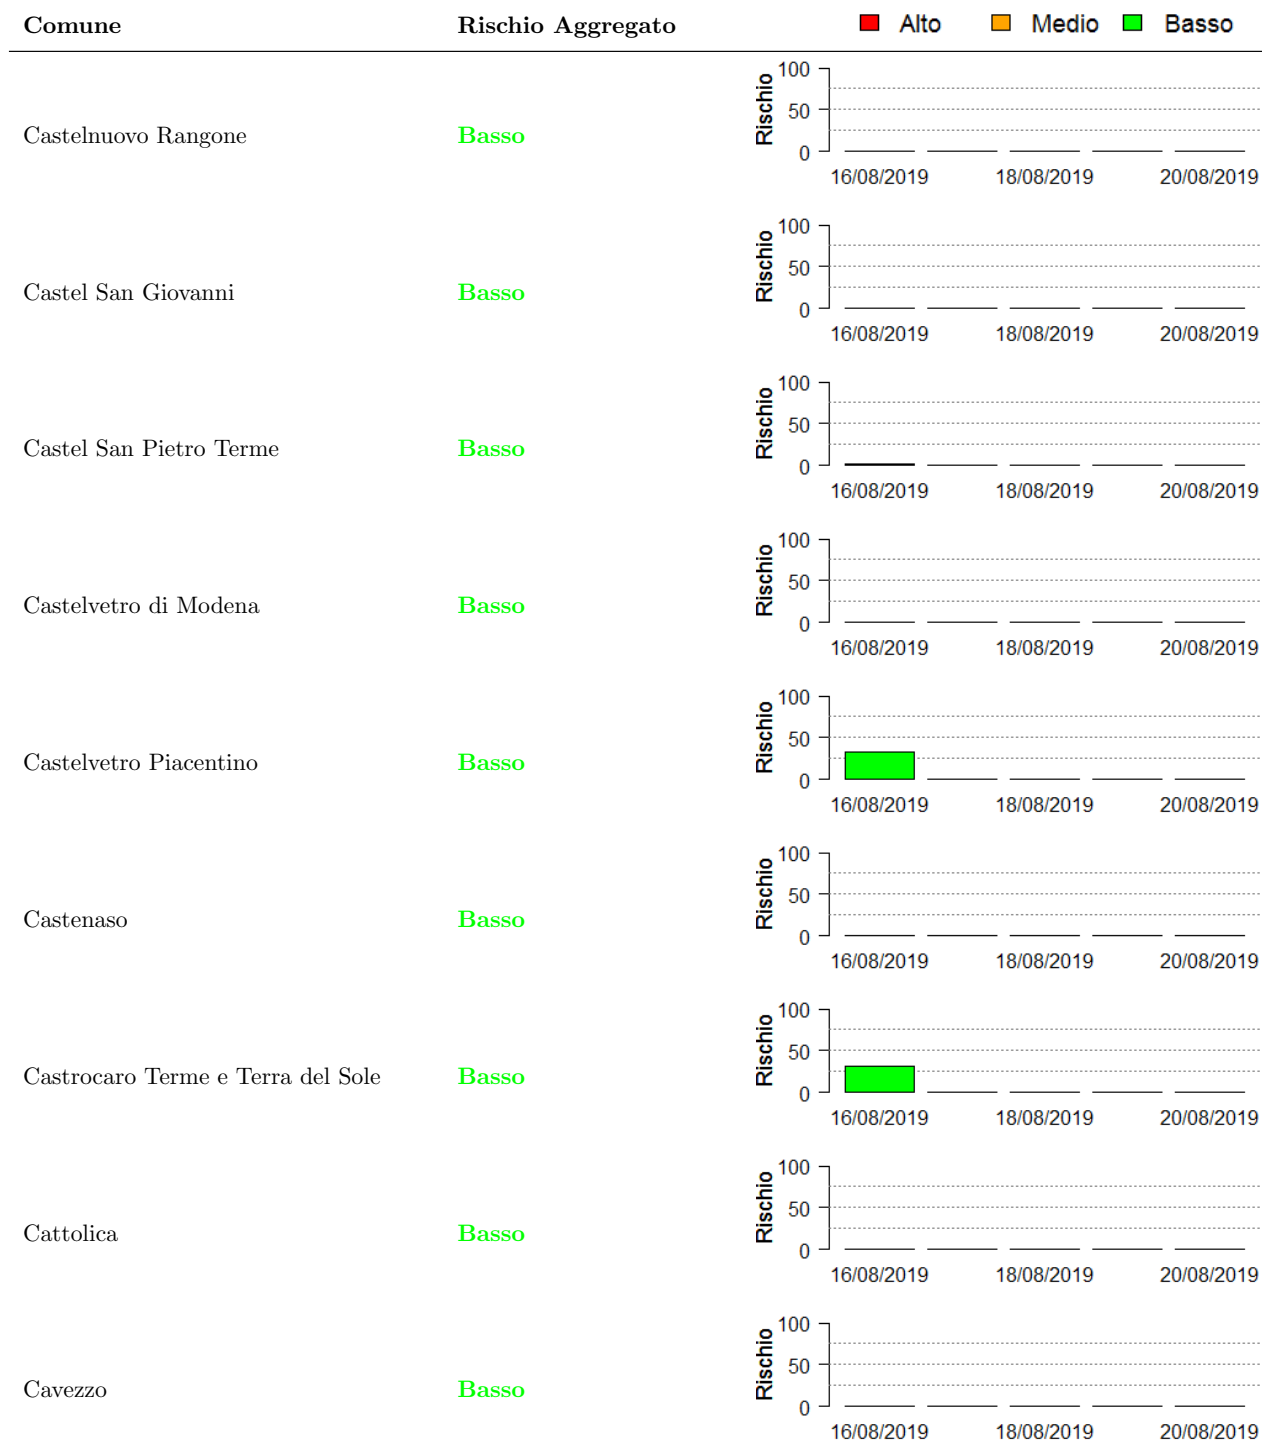 Comune Rischio Aggregato Alto Medio Basso
Castelnuovo Rangone Basso
Rischio
100
50
0
16/08/2019 18/08/2019 20/08/2019
Castel San Giovanni Basso
Rischio
100
50
0
16/08/2019 18/08/2019 20/08/2019
Castel San Pietro Terme Basso
Rischio
100
50
0
16/08/2019 18/08/2019 20/08/2019
Castelvetro di Modena Basso
Rischio
100
50
0
16/08/2019 18/08/2019 20/08/2019
Castelvetro Piacentino Basso
Rischio
100
50
0
16/08/2019 18/08/2019 20/08/2019
Castenaso Basso
Rischio
100
50
0
16/08/2019 18/08/2019 20/08/2019
Castrocaro Terme e Terra del Sole Basso
Rischio
100
50
0
16/08/2019 18/08/2019 20/08/2019
Cattolica Basso
Rischio
100
50
0
16/08/2019 18/08/2019 20/08/2019
Cavezzo Basso
Rischio
100
50
0
16/08/2019 18/08/2019 20/08/2019